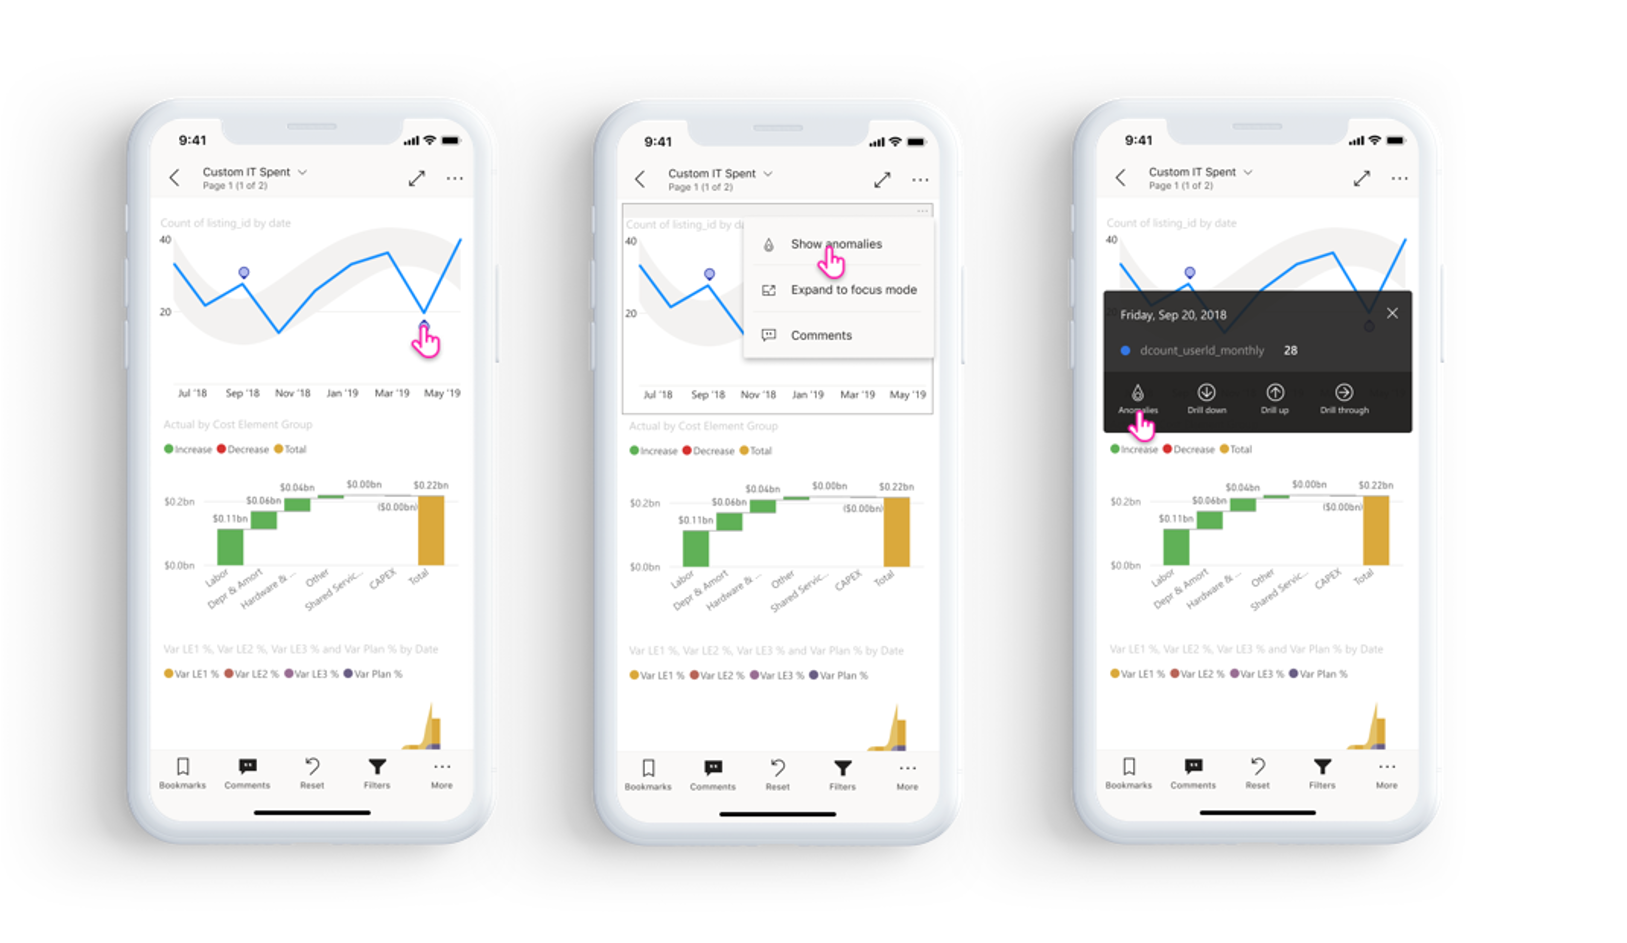 9:41
Custom IT Spent
Page 1 (1 of 2)
Count of listing_id by date
40
20
Jul '18 Sep '18 Nov '18 Jan '19 Mar '19 May '19
Actual by Cost Element Group
Increase Decrease Total
$0.2bn
$0.0bn
$0.11bn $0.06bn $0.04bn $0.00bn ($0.00bn) $0.22bn
Labor Depr & Amort Hardware & ... Other Shared Servic... CAPEX Total
Var LE1 %, Var LE2 %, Var LE3 % and Var Plan % by Date
Var LE1 % Var LE2 % Var LE3 % Var Plan %
Bookmarks Comments Reset Filters More
9:41
Custom IT Spent
Page 1 (1 of 2)
Count of listing_id by da
Show anomalies
Expand to focus mode
Comments
40
20
Jul '18 Sep '18 Nov '18 Jan '19 Mar '19 May '19
Actual by Cost Element Group
Increase Decrease Total
$0.2bn
$0.0bn
$0.11bn $0.06bn $0.04bn $0.00bn ($0.00bn) $0.22bn
Labor Depr & Amort Hardware & ... Other Shared Servic... CAPEX Total
Var LE1 %, Var LE2 %, Var LE3 % and Var Plan % by Date
Var LE1 % Var LE2 % Var LE3 % Var Plan %
Bookmarks Comments Reset Filters More
9:41
Custom IT Spent
Page 1 (1 of 2)
Count of listing_id by date
40
20
Friday, Sep 20, 2018
dcount_userId_monthly 28
Anomalies Drill down Drill up Drill through
Increase Decrease Total
$0.2bn
$0.0bn
$0.11bn $0.06bn $0.04bn $0.00bn ($0.00bn) $0.22bn
Labor Depr & Amort Hardware & ... Other Shared Servic... CAPEX Total
Var LE1 %, Var LE2 %, Var LE3 % and Var Plan % by Date
Var LE1 % Var LE2 % Var LE3 % Var Plan %
Bookmarks Comments Reset Filters More